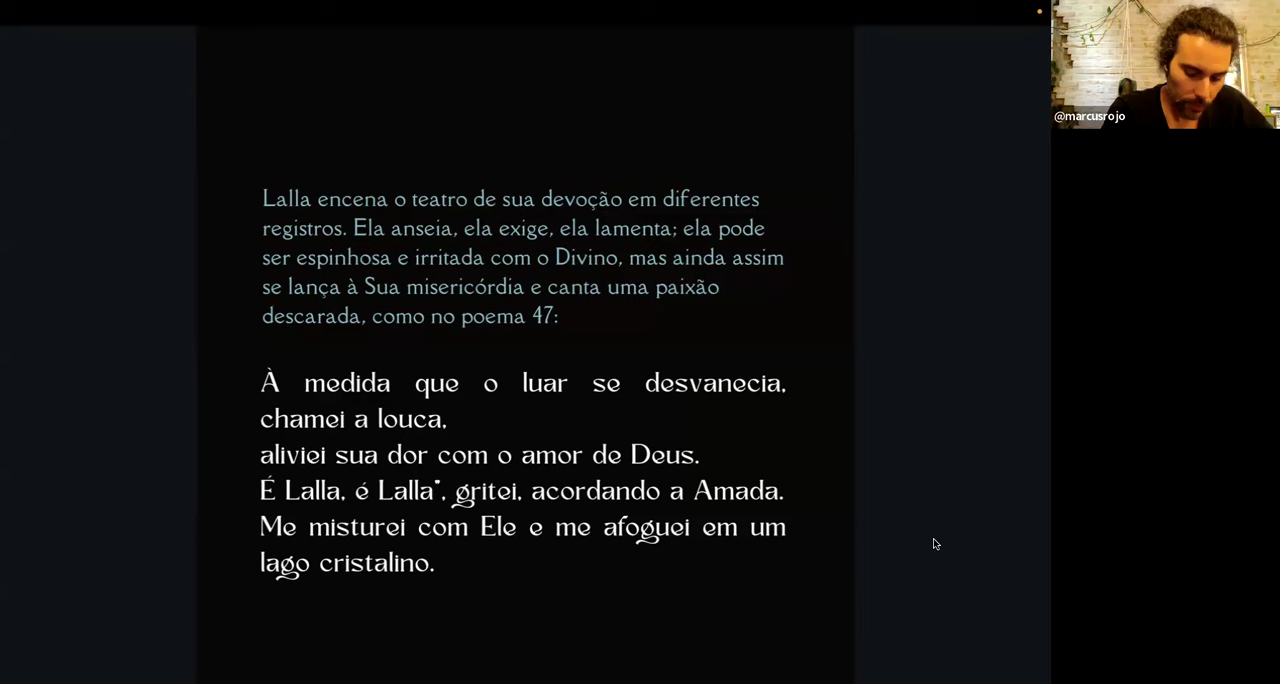 @marcusrojo
Lalla encena o teatro de sua devoção em diferentes
registros. Ela anseia, ela exige, ela lamenta; ela pode
ser espinhosa e irritada com o Divino, mas ainda assim
se lança à Sua misericórdia e canta uma paixão
descarada, como no poema 47:
À medida que o luar se desvanecia,
chamei a louca,
aliviei sua dor com o amor de Deus.
É Lalla, é Lalla", gritei, acordando a Amada.
Me misturei com Ele e me afoguei em um
lago cristalino.